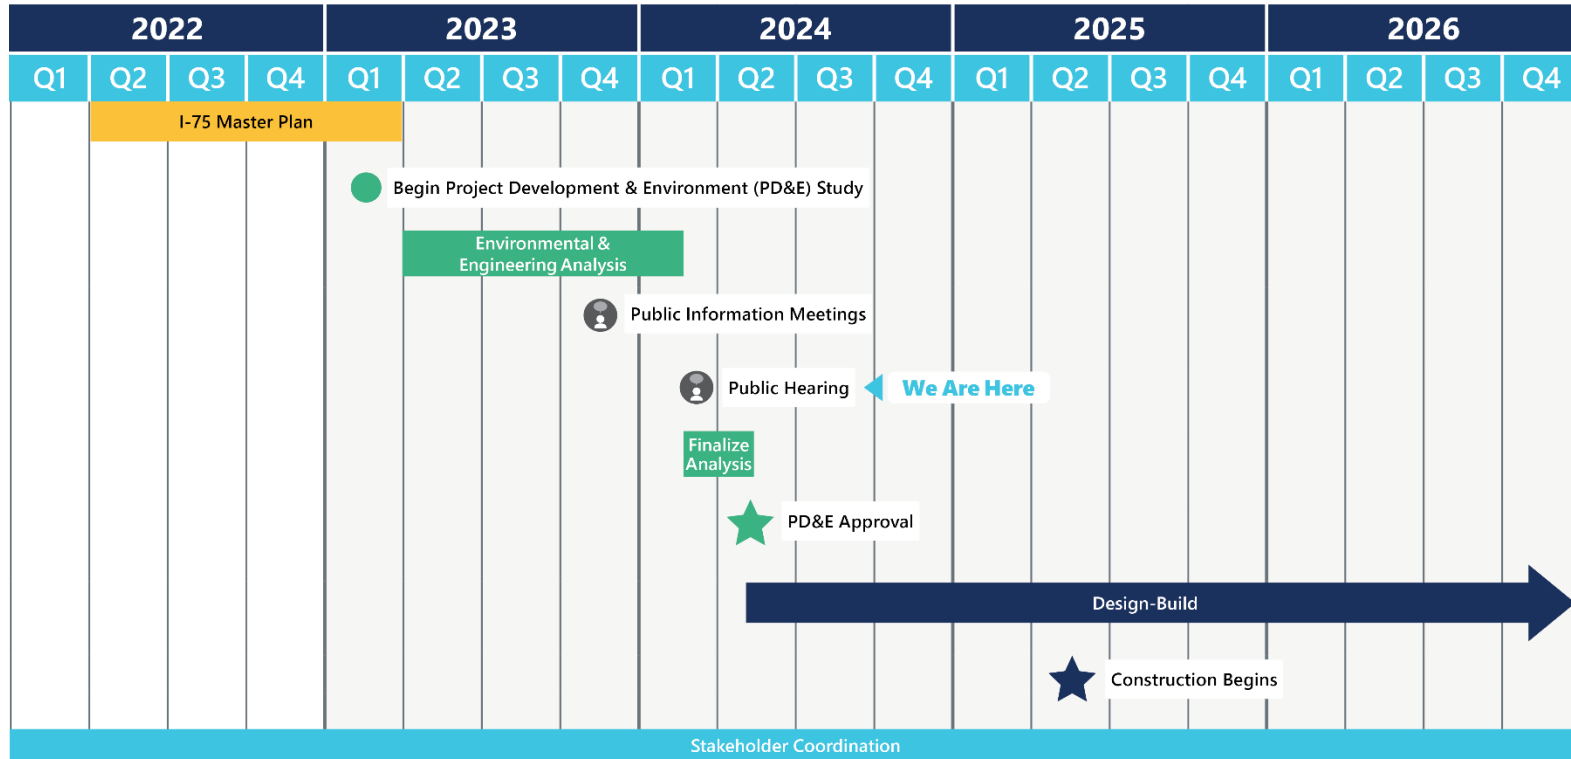 2022 2023 2024 2025 2026
Q1 Q2 Q3 Q4 Q1 Q2 Q3 Q4 Q1 Q2 Q3 Q4 Q1 Q2 Q3 Q4 Q1 Q2 Q3 Q4
I-75 Master Plan
Begin Project Development & Environment (PD&E) Study
Environmental &
Engineering Analysis
Public Information Meetings
Public Hearing
We Are Here
Finalize
Analysis
PD&E Approval
Design-Build
Construction Begins
Stakeholder Coordination